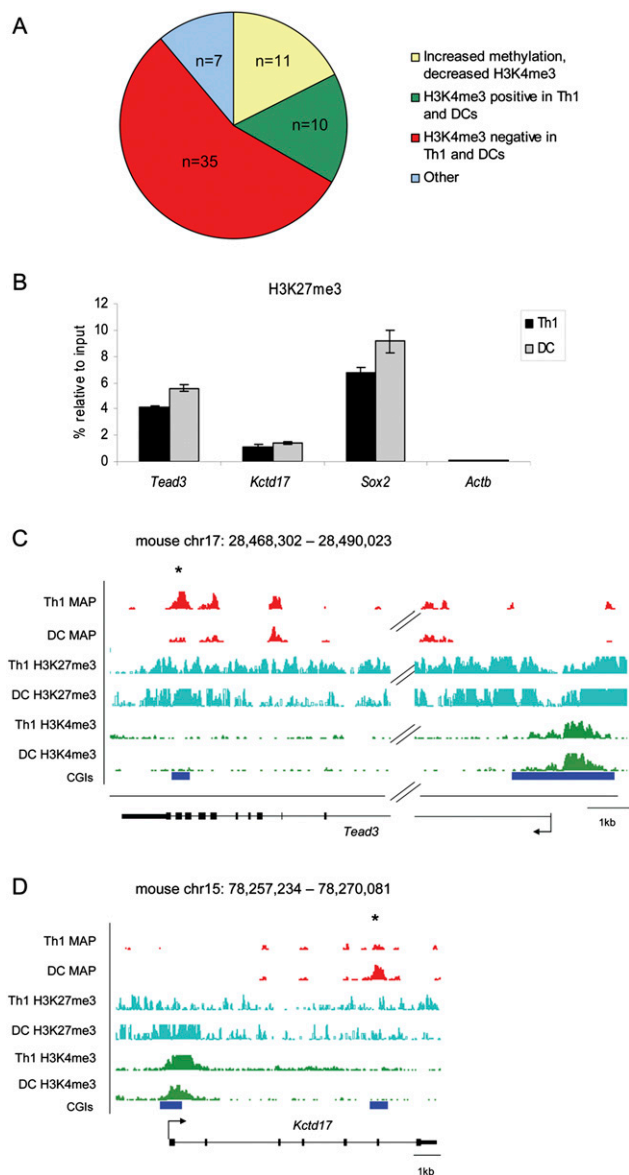 A
n=7
n=11
n=10
n=35
Increased methylation,
decreased H3K4me3
H3K4me3 positive in Th1
and DCs
H3K4me3 negative in
Th1 and DCs
Other
B
H3K27me3
% relative to input
12
10
8
6
4
2
0
Th1
DC
Tead3
Kctd17
Sox2
Actb
C
mouse chr17: 28,468,302 – 28,490,023
*
Th1 MAP
DC MAP
Th1 H3K27me3
DC H3K27me3
Th1 H3K4me3
DC H3K4me3
CGIs
Tead3
1kb
D
mouse chr15: 78,257,234 – 78,270,081
*
Th1 MAP
DC MAP
Th1 H3K27me3
DC H3K27me3
Th1 H3K4me3
DC H3K4me3
CGIs
Kctd17
1kb